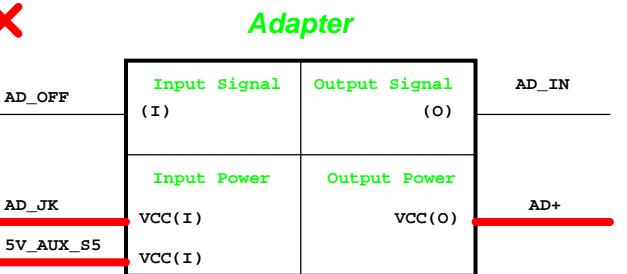 Adapter
Input Signal Output Signal
AD_OFF (I) (O) AD_IN
Input Power Output Power
AD_JK VCC(I) VCC(O) AD+
5V_AUX_S5 VCC(I)